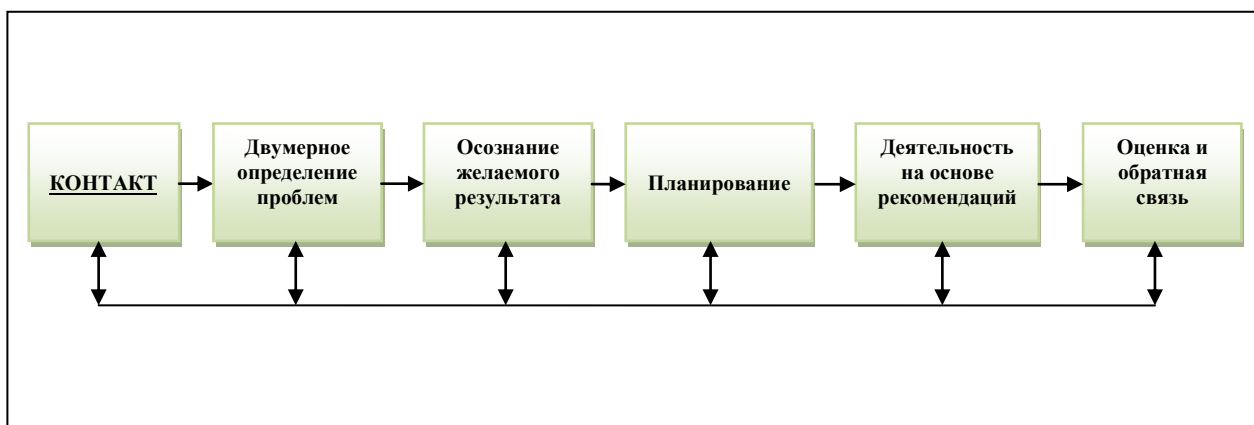 КОНТАКТ
Двумерное
определение
проблем
Осознание
желаемого
результата
Планирование
Деятельность
на основе
рекомендаций
Оценка и
обратная
связь